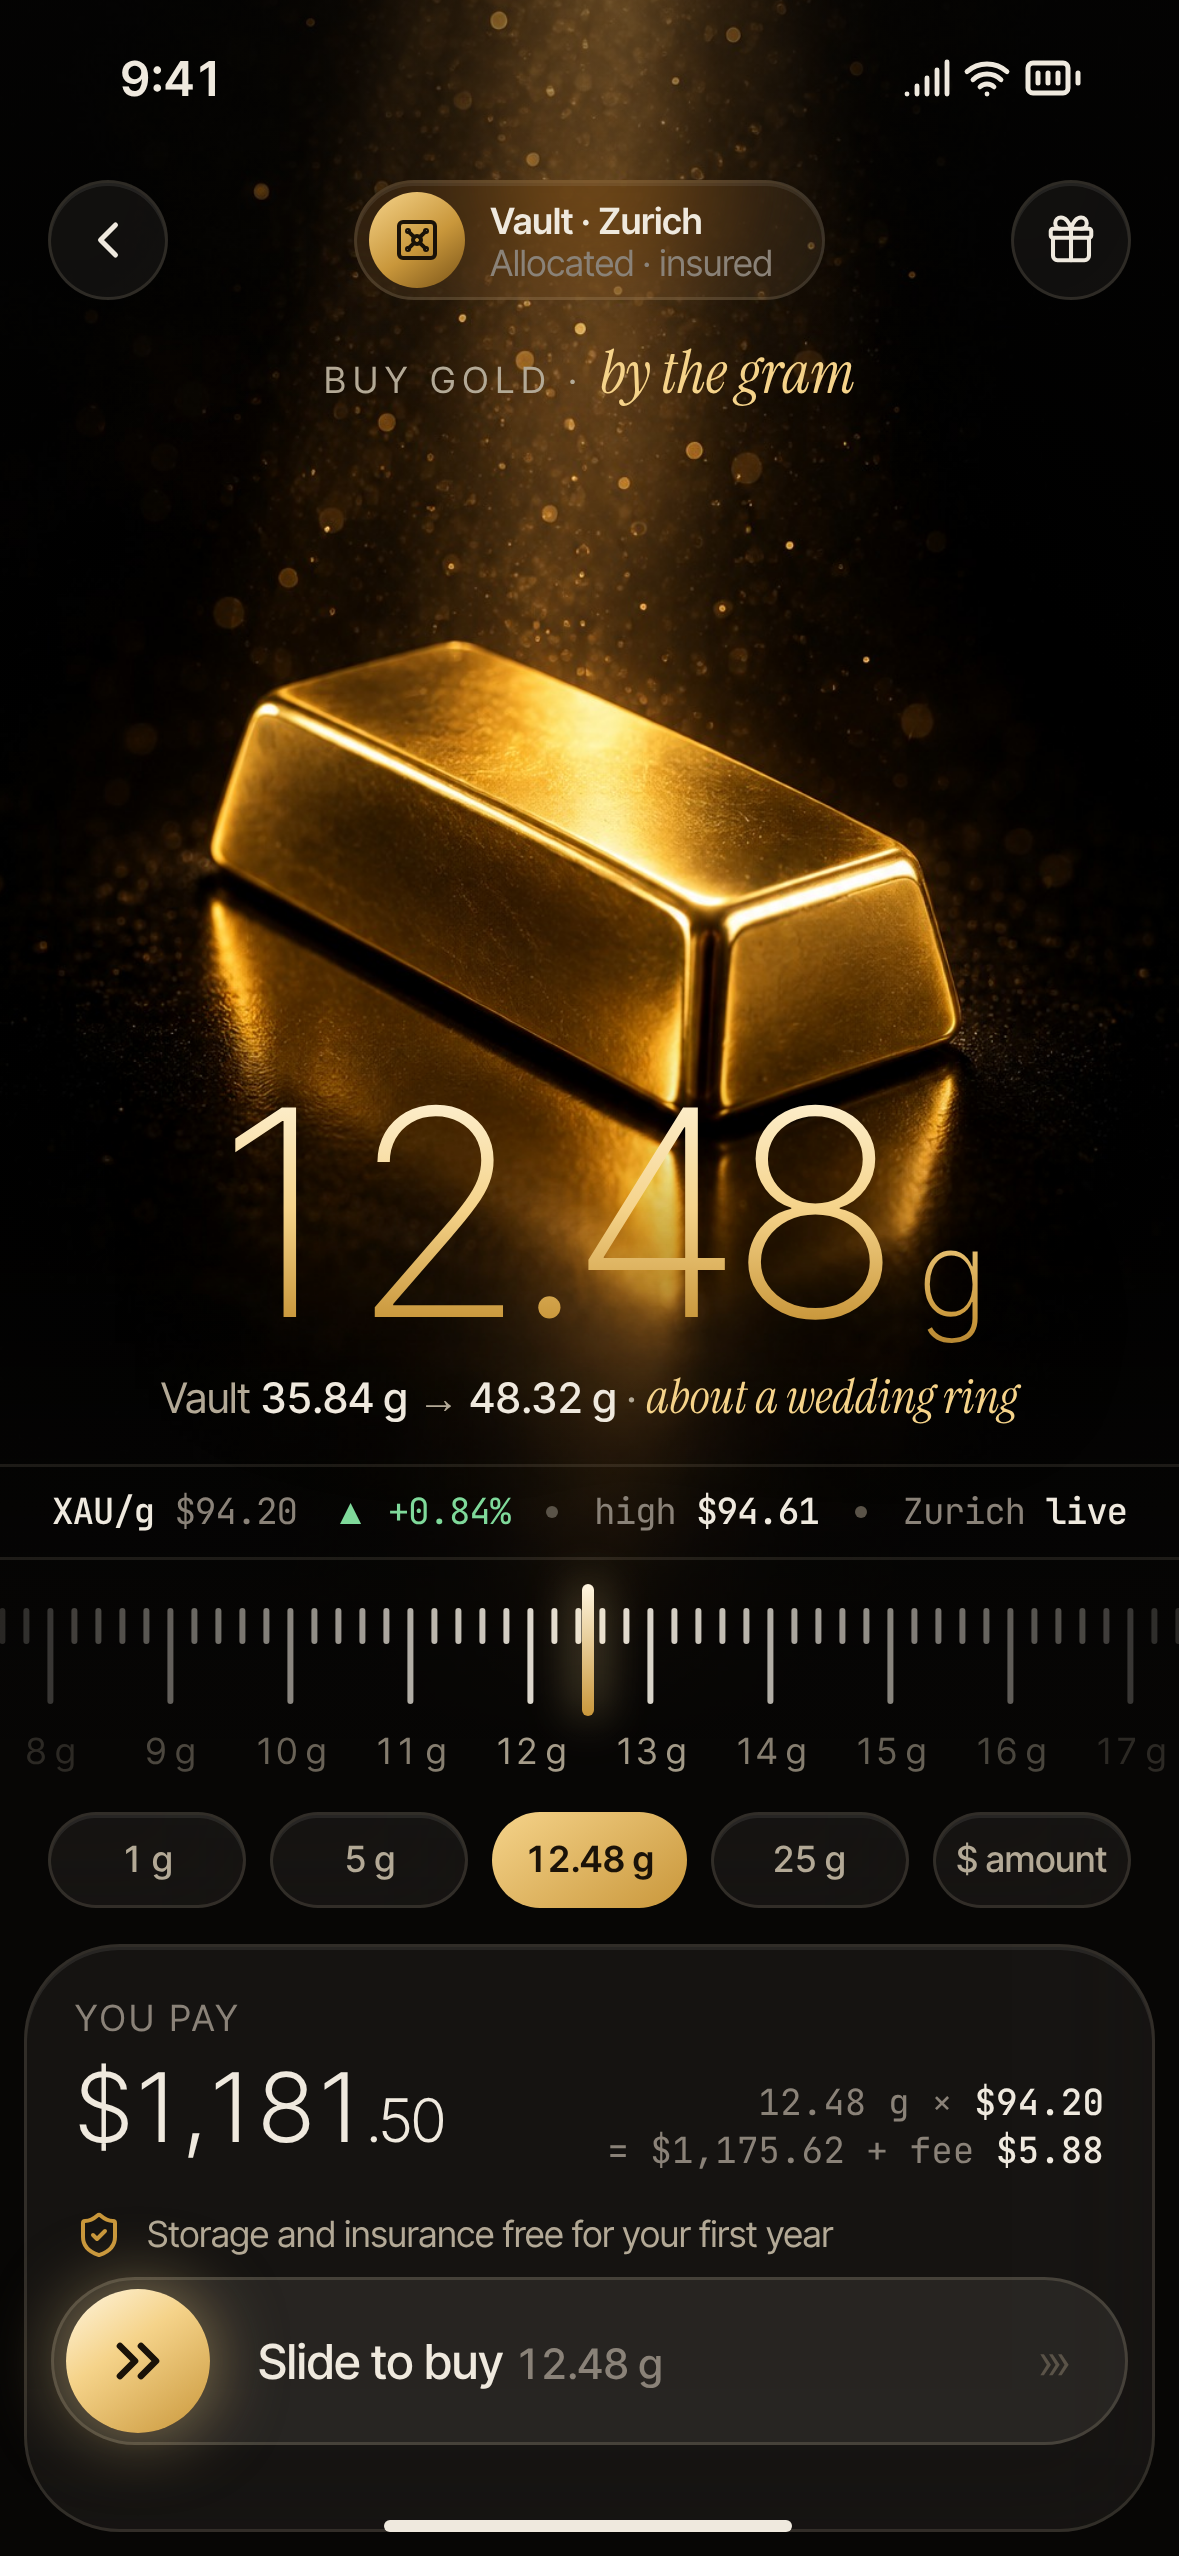 9:41
Vault · Zurich
Allocated · insured
BUY GOLD · by the gram
12.48 g
Vault 35.84 g → 48.32 g · about a wedding ring
XAU/g $94.20 ▲ +0.84% • high $94.61 • Zurich live
8 g 9 g 10 g 11 g 12 g 13 g 14 g 15 g 16 g 17 g
1 g 5 g 12.48 g 25 g $ amount
YOU PAY
$1,181.50
12.48 g × $94.20
= $1,175.62 + fee $5.88
Storage and insurance free for your first year
Slide to buy 12.48 g